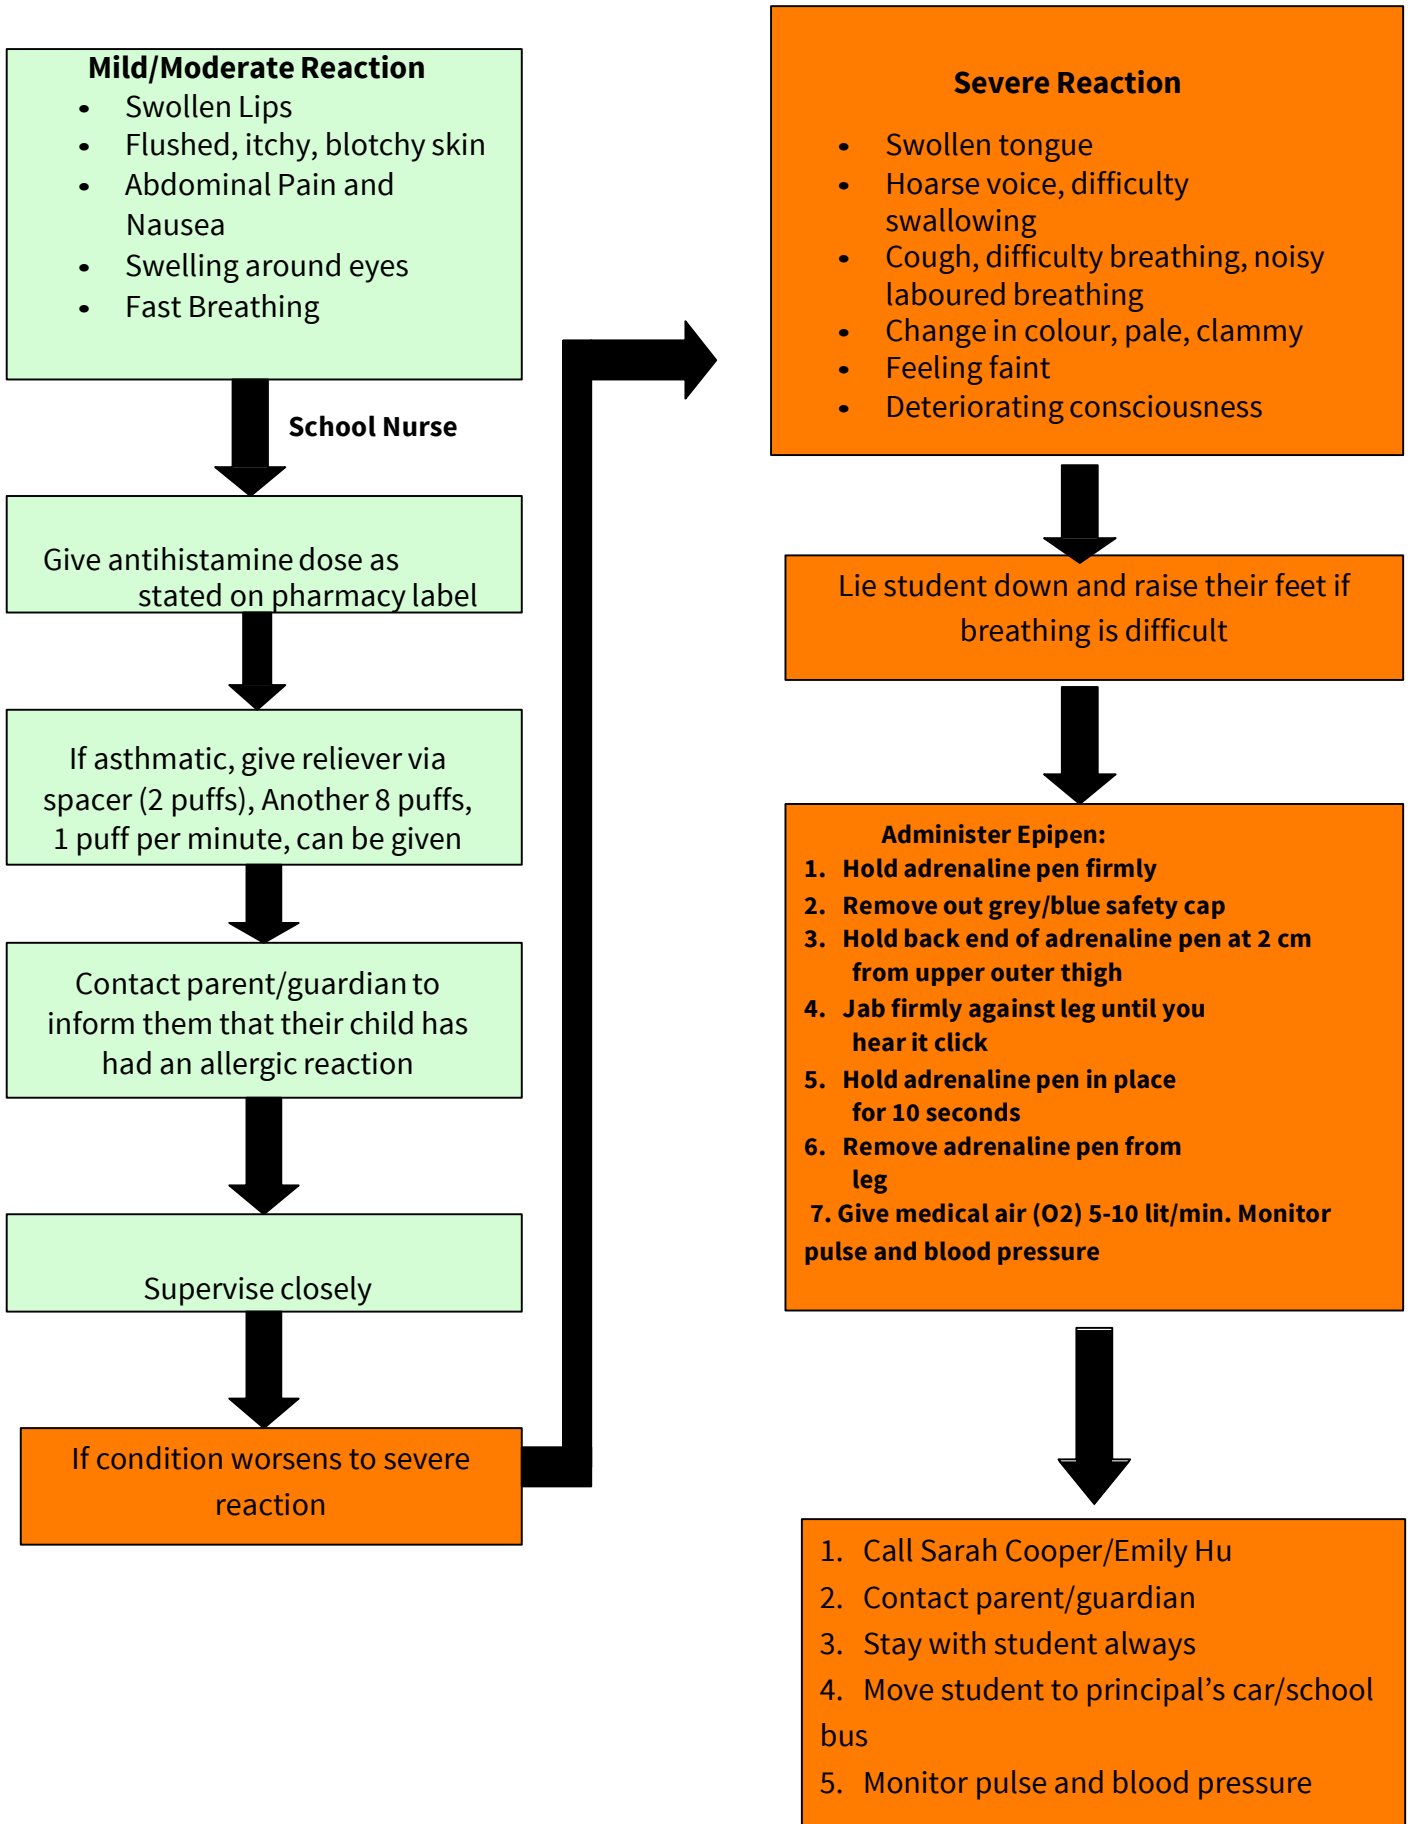 Mild/Moderate Reaction
• Swollen Lips
• Flushed, itchy, blotchy skin
• Abdominal Pain and
Nausea
• Swelling around eyes
• Fast Breathing
School Nurse
Give antihistamine dose as
stated on pharmacy label
If asthmatic, give reliever via
spacer (2 puffs), Another 8 puffs,
1 puff per minute, can be given
Contact parent/guardian to
inform them that their child has
had an allergic reaction
Supervise closely
If condition worsens to severe
reaction
Severe Reaction
• Swollen tongue
• Hoarse voice, difficulty
swallowing
• Cough, difficulty breathing, noisy
laboured breathing
• Change in colour, pale, clammy
• Feeling faint
• Deteriorating consciousness
Lie student down and raise their feet if
breathing is difficult
Administer Epipen:
1. Hold adrenaline pen firmly
2. Remove out grey/blue safety cap
3. Hold back end of adrenaline pen at 2 cm
from upper outer thigh
4. Jab firmly against leg until you
hear it click
5. Hold adrenaline pen in place
for 10 seconds
6. Remove adrenaline pen from
leg
7. Give medical air (O2) 5-10 lit/min. Monitor
pulse and blood pressure
1. Call Sarah Cooper/Emily Hu
2. Contact parent/guardian
3. Stay with student always
4. Move student to principal’s car/school
bus
5. Monitor pulse and blood pressure